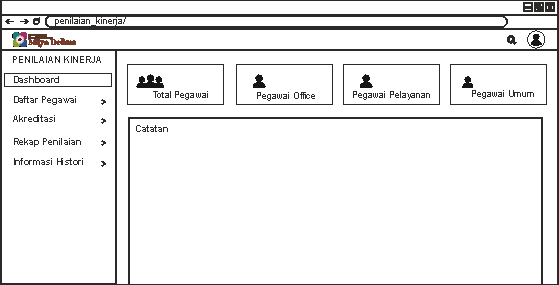 penilaian_kinerja/
PENILAIAN KINERJA
Dashboard
Daftar Pegawai
Akreditasi
Rekap Penilaian
Informasi Histori
Total Pegawai
Pegawai Office
Pegawai Pelayanan
Pegawai Umum
Catatan